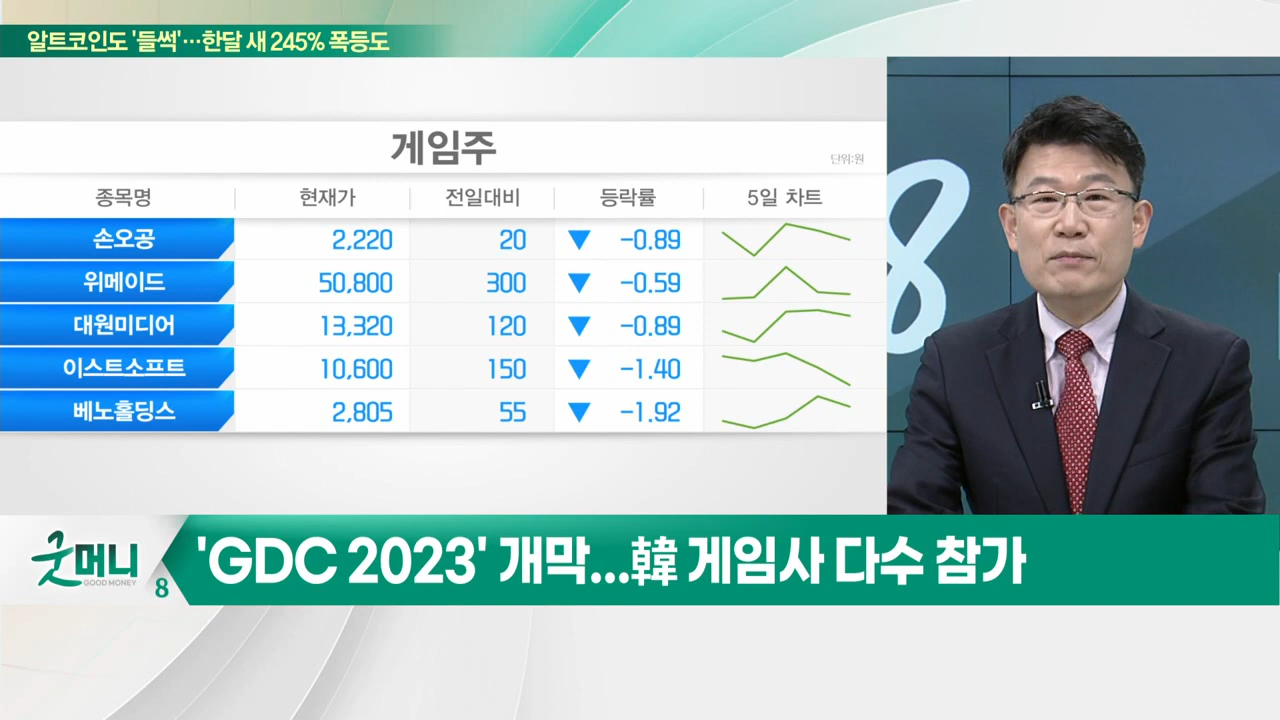 알트코인도 '들썩'…한달 새 245% 폭등도
게임주
단위:원
종목명 현재가 전일대비 등락률 5일 차트
손오공 2,220 20 ▼ -0.89
위메이드 50,800 300 ▼ -0.59
대원미디어 13,320 120 ▼ -0.89
이스트소프트 10,600 150 ▼ -1.40
베노홀딩스 2,805 55 ▼ -1.92
8
굿머니
GOOD MONEY
8
'GDC 2023' 개막...韓 게임사 다수 참가